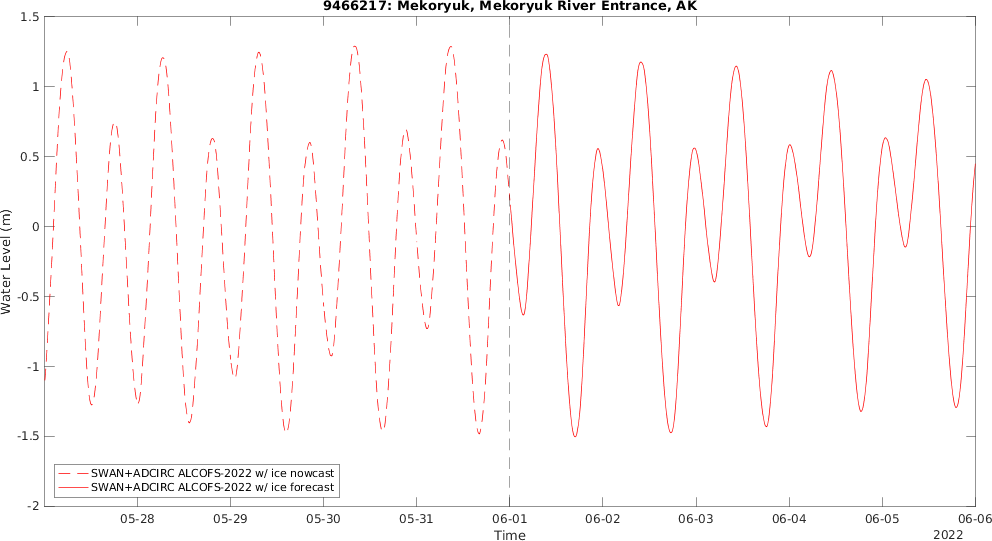 9466217: Mekoryuk, Mekoryuk River Entrance, AK
1.5
1
0.5
0
-0.5
-1
-1.5
-2
Water Level (m)
SWAN+ADCIRC ALCOFS-2022 w/ ice nowcast
SWAN+ADCIRC ALCOFS-2022 w/ ice forecast
05-28 05-29 05-30 05-31 06-01 06-02 06-03 06-04 06-05 06-06
Time
2022